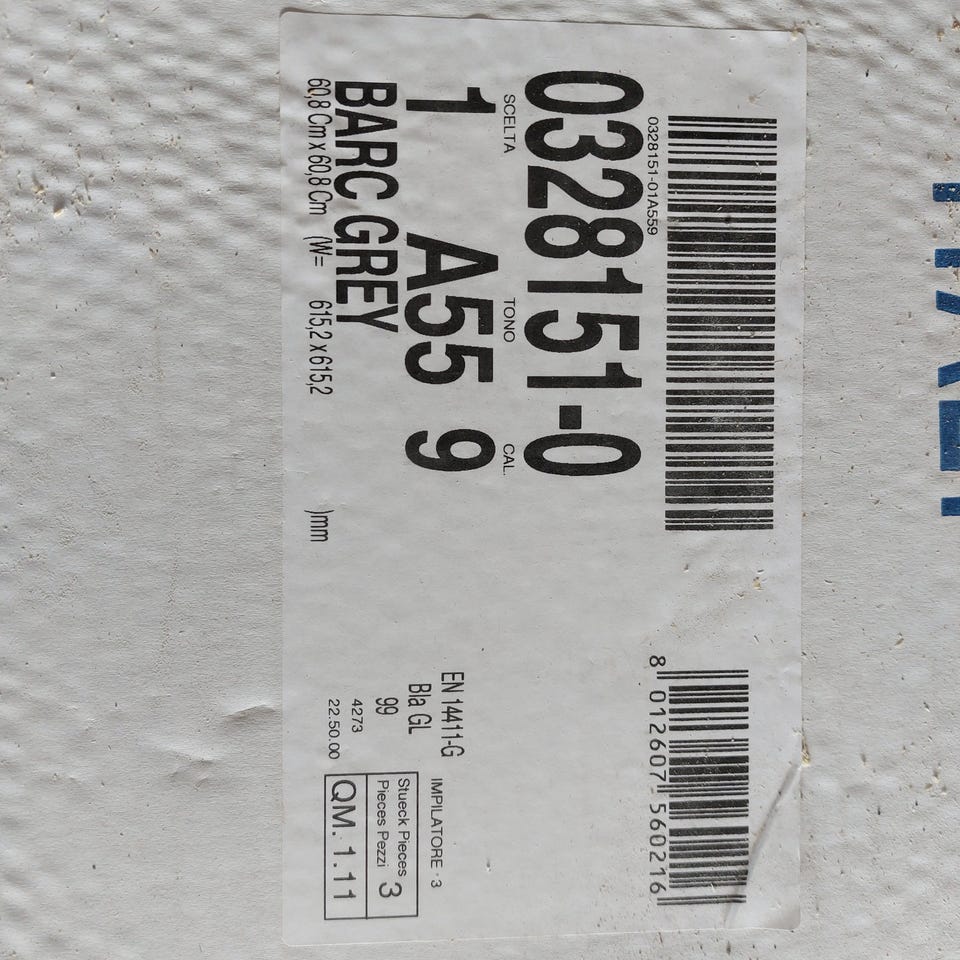 0328151-01A559
0328151-0
SCELTA TONO CAL.
1 A55 9
BARC GREY
60,8 Cm x 60,8 Cm (W= 615,2 x 615,2 )mm
8 012607 560216
EN 14411-G
BIa GL
99
4273
22.50.00
IMPILATORE · 3
Stueck Pieces
Pieces Pezzi 3
QM. 1.11